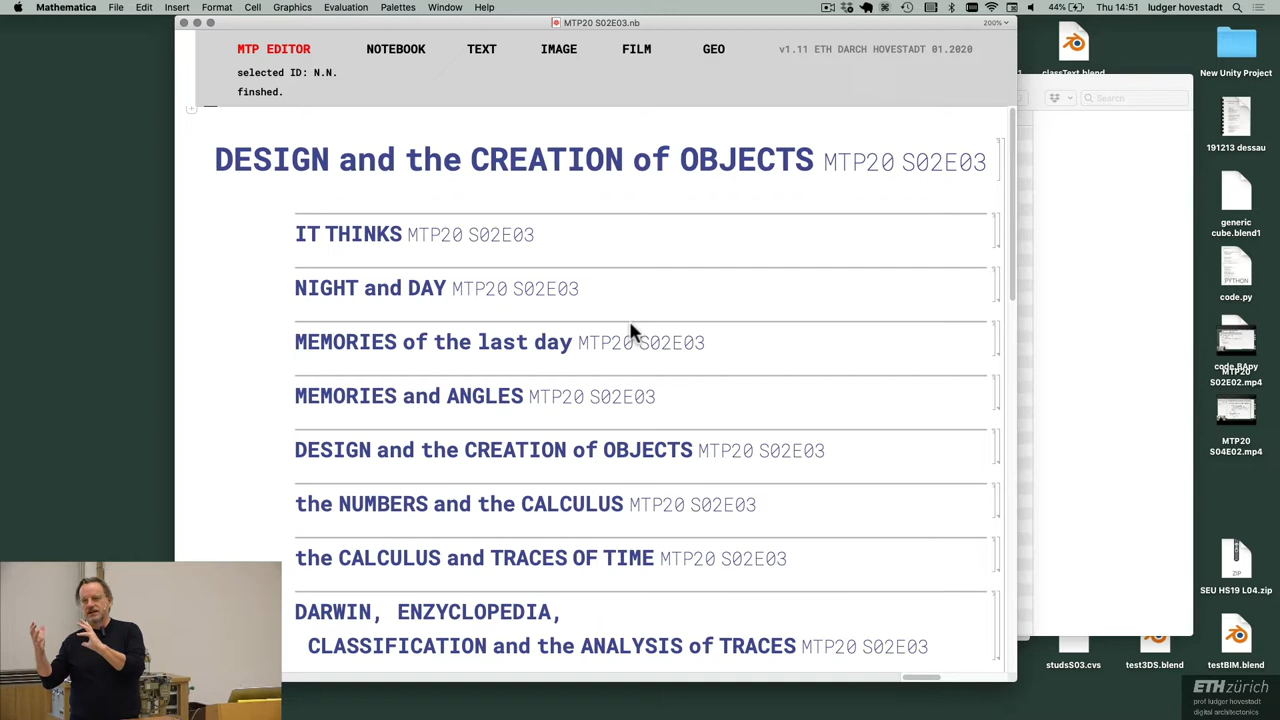 Mathematica File Edit Insert Format Cell Graphics Evaluation Palettes Window Help
44% Thu 14:51 ludger hovestadt
MTP20 S02E03.nb
200%
MTP EDITOR NOTEBOOK TEXT IMAGE FILM GEO v1.11 ETH DARCH HOVESTADT 01.2020
selected ID: N.N.
finshed.
DESIGN and the CREATION of OBJECTS MTP20 S02E03
IT THINKS MTP20 S02E03
NIGHT and DAY MTP20 S02E03
MEMORIES of the last day MTP20 S02E03
MEMORIES and ANGLES MTP20 S02E03
DESIGN and the CREATION of OBJECTS MTP20 S02E03
the NUMBERS and the CALCULUS MTP20 S02E03
the CALCULUS and TRACES OF TIME MTP20 S02E03
DARWIN, ENZYCLOPEDIA,
CLASSIFICATION and the ANALYSIS of TRACES MTP20 S02E03
Search
classText.blend
New Unity Project
191213 dessau
generic
cube.blend1
PYTHON
code.py
MTP20
S02E02.mp4
MTP20
S04E02.mp4
ZIP
SEU HS19 L04.zip
studsS03.cvs
test3DS.blend
testBIM.blend
ETH zürich
prof ludger hovestadt
digital architectonics